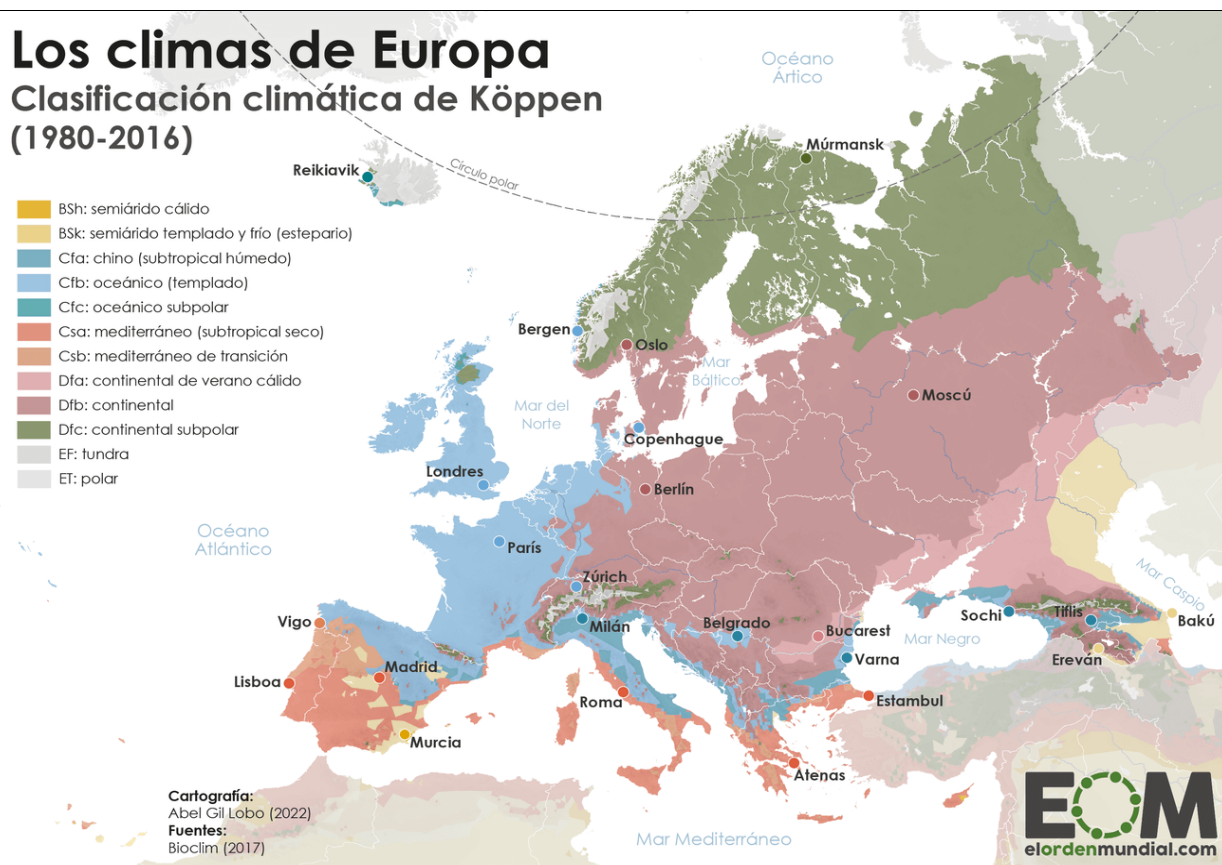 Los climas de Europa
Clasificación climática de Köppen
(1980-2016)
Océano
Ártico
Múrmansk
Reikiavik
Círculo polar
BSh: semiárido cálido
BSk: semiárido templado y frío (estepario)
Cfa: chino (subtropical húmedo)
Cfb: oceánico (templado)
Cfc: oceánico subpolar
Csa: mediterráneo (subtropical seco)
Csb: mediterráneo de transición
Dfa: continental de verano cálido
Dfb: continental
Dfc: continental subpolar
EF: tundra
ET: polar
Bergen
Oslo
Mar
Báltico
Moscú
Mar del
Norte
Copenhague
Londres
Berlín
Océano
Atlántico
París
Zúrich
Mar Caspio
Vigo
Milán
Belgrado
Bucarest
Sochi
Tiflis
Bakú
Mar Negro
Madrid
Varna
Ereván
Lisboa
Roma
Estambul
Murcia
Atenas
Cartografía:
Abel Gil Lobo (2022)
Fuentes:
Bioclim (2017)
Mar Mediterráneo
EOM
elordenmundial.com